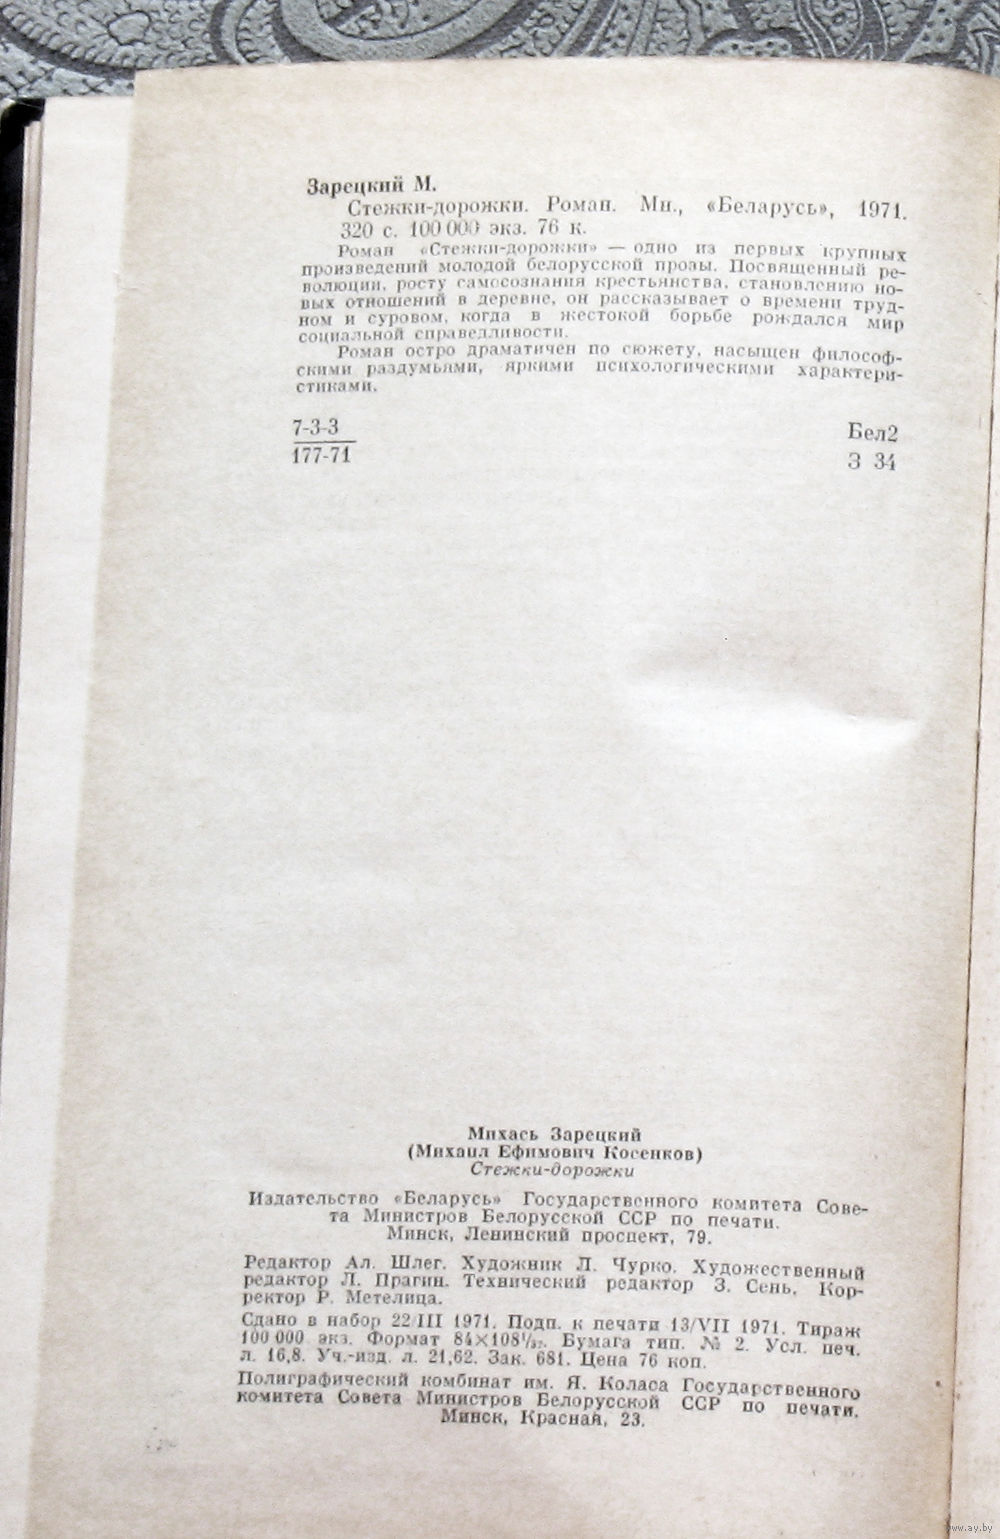 Зарецкий М.
Стежки-дорожки. Роман. Мн., «Беларусь», 1971.
320 с. 100 000 экз. 76 к.
Роман «Стежки-дорожки» — одно из первых крупных
произведений молодой белорусской прозы. Посвященный ре-
волюции, росту самосознания крестьянства, становлению но-
вых отношений в деревне, он рассказывает о времени труд-
ном и суровом, когда в жестокой борьбе рождался мир
социальной справедливости.
Роман остро драматичен по сюжету, насыщен философ-
скими раздумьями, яркими психологическими характери-
стиками.
7-3-3
177-71
Бел2
З 34
Михась Зарецкий
(Михаил Ефимович Косенков)
Стежки-дорожки
Издательство «Беларусь» Государственного комитета Сове-
та Министров Белорусской ССР по печати.
Минск, Ленинский проспект, 79.
Редактор Ал. Шлег. Художник Л. Чурко. Художественный
редактор Л. Прагин. Технический редактор З. Сень. Кор-
ректор Р. Метелица.
Сдано в набор 22/III 1971. Подп. к печати 13/VII 1971. Тираж
100 000 экз. Формат 84×108¹/₃₂. Бумага тип. № 2. Усл. печ.
л. 16,8. Уч.-изд. л. 21,62. Зак. 681. Цена 76 коп.
Полиграфический комбинат им. Я. Коласа Государственного
комитета Совета Министров Белорусской ССР по печати.
Минск, Красная, 23.
www.ay.by